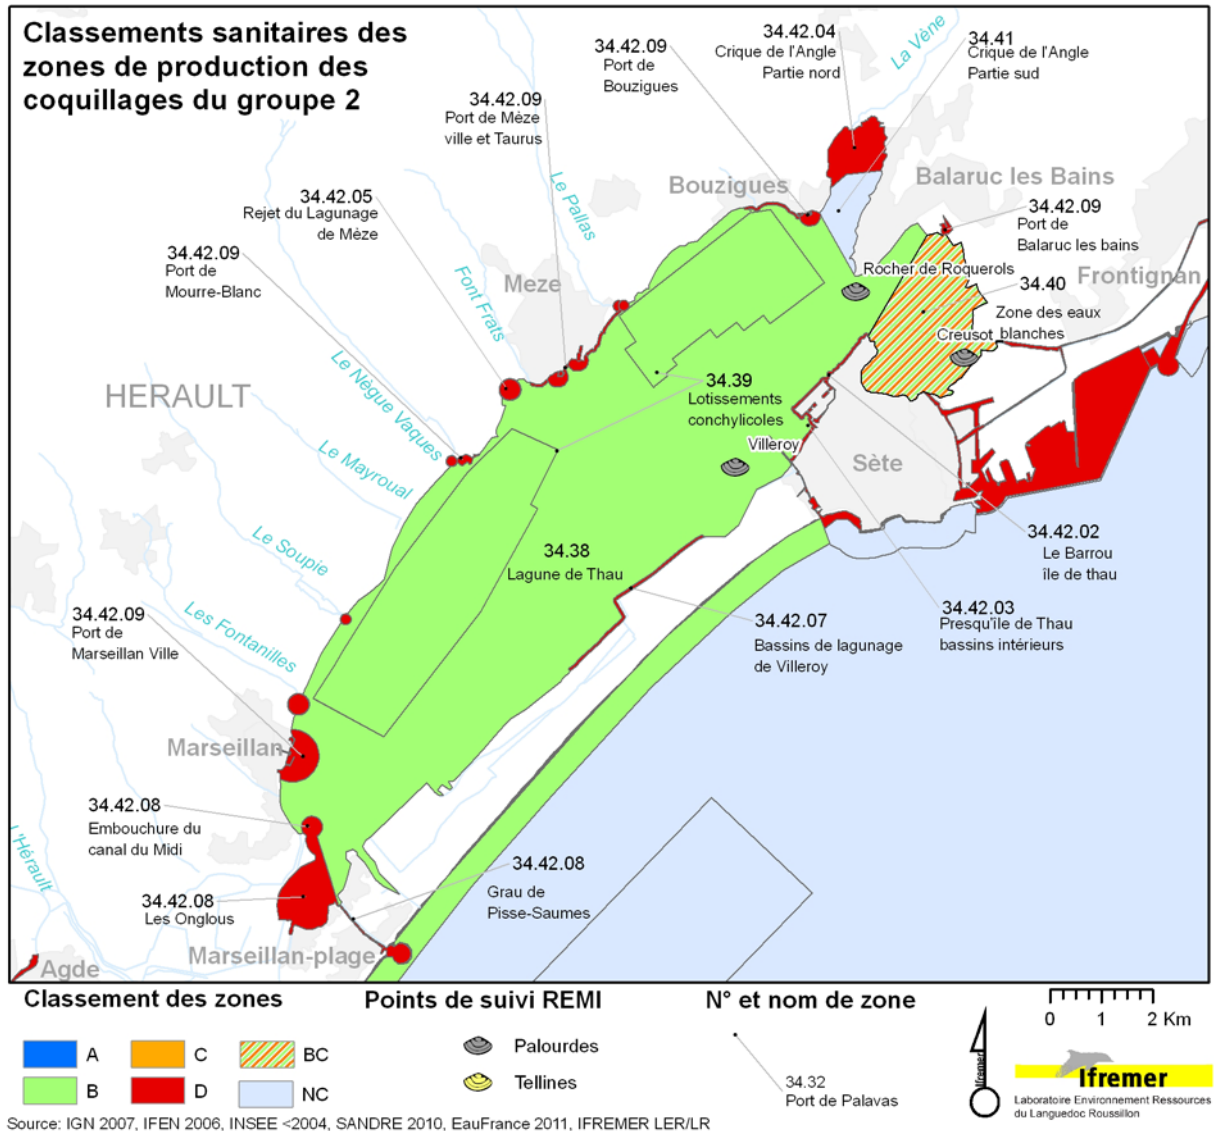 Classements sanitaires des
zones de production des
coquillages du groupe 2
34.42.04
Crique de l'Angle
Partie nord
La Vène
34.41
Crique de l'Angle
Partie sud
34.42.09
Port de
Bouzigues
34.42.09
Port de Mèze
ville et Taurus
Le Pallas
Bouzigues
Balaruc les Bains
34.42.05
Rejet du Lagunage
de Mèze
34.42.09
Port de
Balaruc les bains
34.42.09
Port de
Mourre-Blanc
Font Frats
Meze
Rocher de Roquerols
Frontignan
34.40
Zone des eaux
blanches
Creusot
HERAULT
Le Nègue Vaques
34.39
Lotissements
conchylicoles
Villeroy
Sète
Le Mayroual
Le Soupie
34.38
Lagune de Thau
34.42.02
Le Barrou
île de thau
34.42.09
Port de
Marseillan Ville
Les Fontanilles
34.42.07
Bassins de lagunage
de Villeroy
34.42.03
Presqu'île de Thau
bassins intérieurs
Marseillan
34.42.08
Embouchure du
canal du Midi
L'Hérault
34.42.08
Les Onglous
34.42.08
Grau de
Pisse-Saumes
Marseillan-plage
Agde
Classement des zones
A
C
BC
B
D
NC
Points de suivi REMI
Palourdes
Tellines
N° et nom de zone
34.32
Port de Palavas
0 1 2 Km
Ifremer
Ifremer
Laboratoire Environnement Ressources
du Languedoc Roussillon
Source: IGN 2007, IFEN 2006, INSEE <2004, SANDRE 2010, EauFrance 2011, IFREMER LER/LR